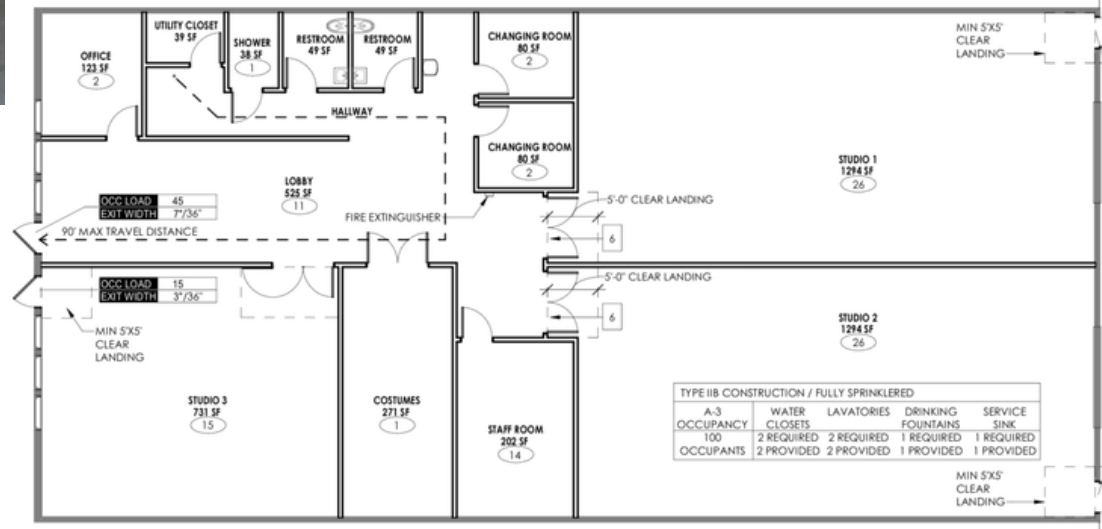 UTILITY CLOSET
39 SF
SHOWER
38 SF
1
RESTROOM
49 SF
RESTROOM
49 SF
CHANGING ROOM
80 SF
2
MIN 5'X5'
CLEAR
LANDING
OFFICE
123 SF
2
HALLWAY
CHANGING ROOM
80 SF
2
STUDIO 1
1294 SF
26
LOBBY
525 SF
11
OCC LOAD 45
EXIT WIDTH 7"/36"
90' MAX TRAVEL DISTANCE
FIRE EXTINGUISHER
5'-0" CLEAR LANDING
6
5'-0" CLEAR LANDING
6
OCC LOAD 15
EXIT WIDTH 3"/36"
MIN 5'X5'
CLEAR
LANDING
STUDIO 2
1294 SF
26
STUDIO 3
731 SF
15
COSTUMES
271 SF
1
STAFF ROOM
202 SF
14
TYPE IIB CONSTRUCTION / FULLY SPRINKLERED
A-3 WATER LAVATORIES DRINKING SERVICE
OCCUPANCY CLOSETS FOUNTAINS SINK
100 2 REQUIRED 2 REQUIRED 1 REQUIRED 1 REQUIRED
OCCUPANTS 2 PROVIDED 2 PROVIDED 1 PROVIDED 1 PROVIDED
MIN 5'X5'
CLEAR
LANDING